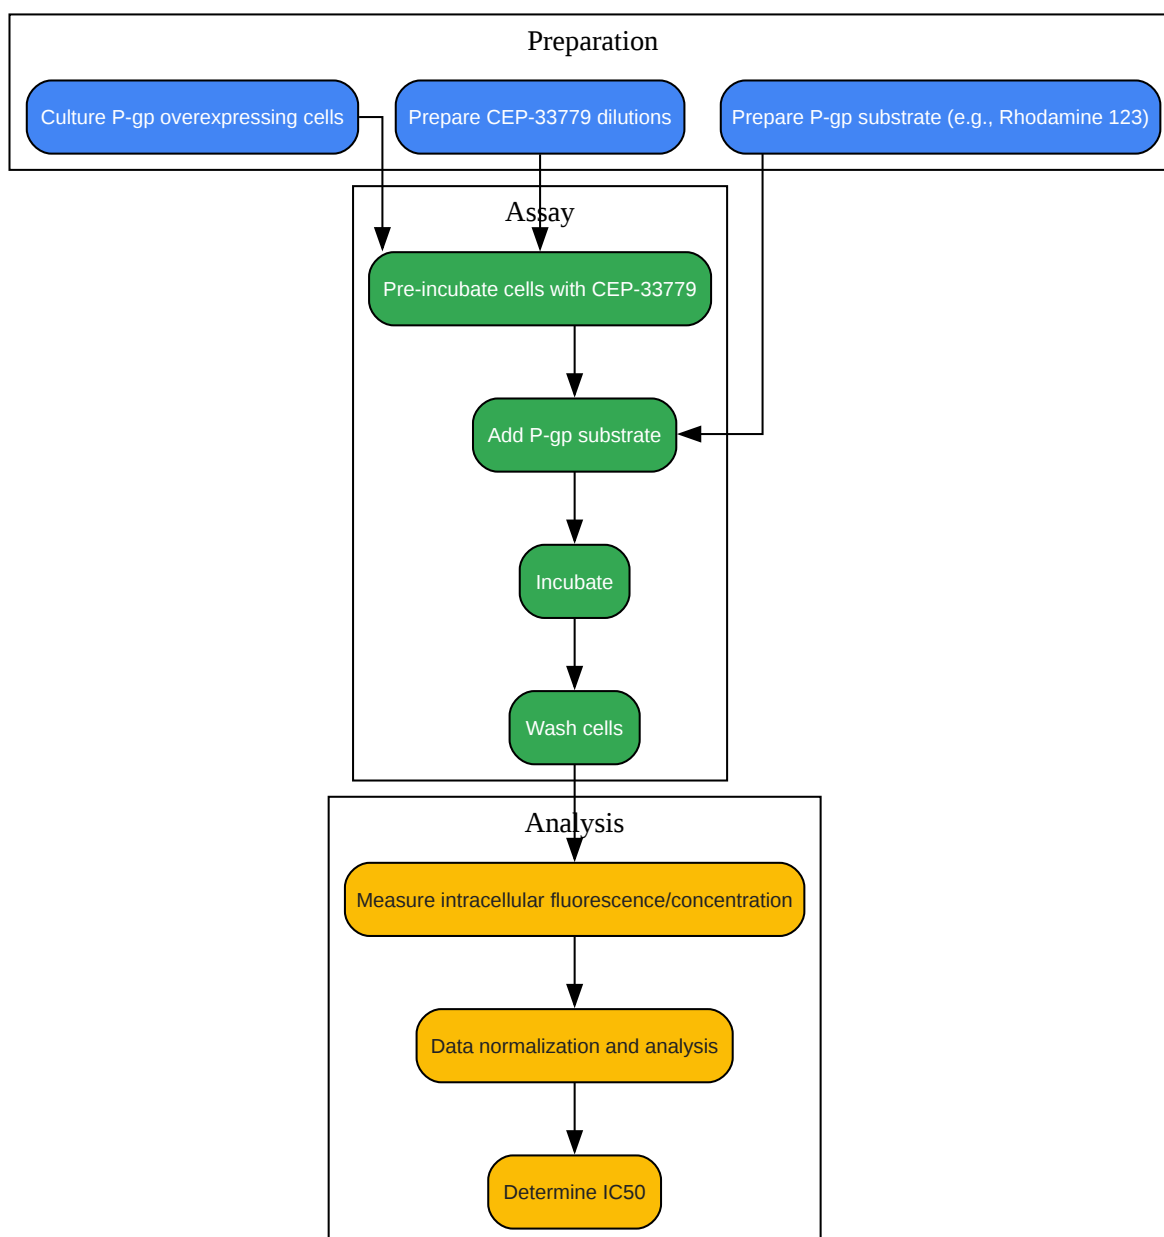 Preparation
Culture P-gp overexpressing cells
Prepare CEP-33779 dilutions
Prepare P-gp substrate (e.g., Rhodamine 123)
Assay
Pre-incubate cells with CEP-33779
Add P-gp substrate
Incubate
Wash cells
Analysis
Measure intracellular fluorescence/concentration
Data normalization and analysis
Determine IC50